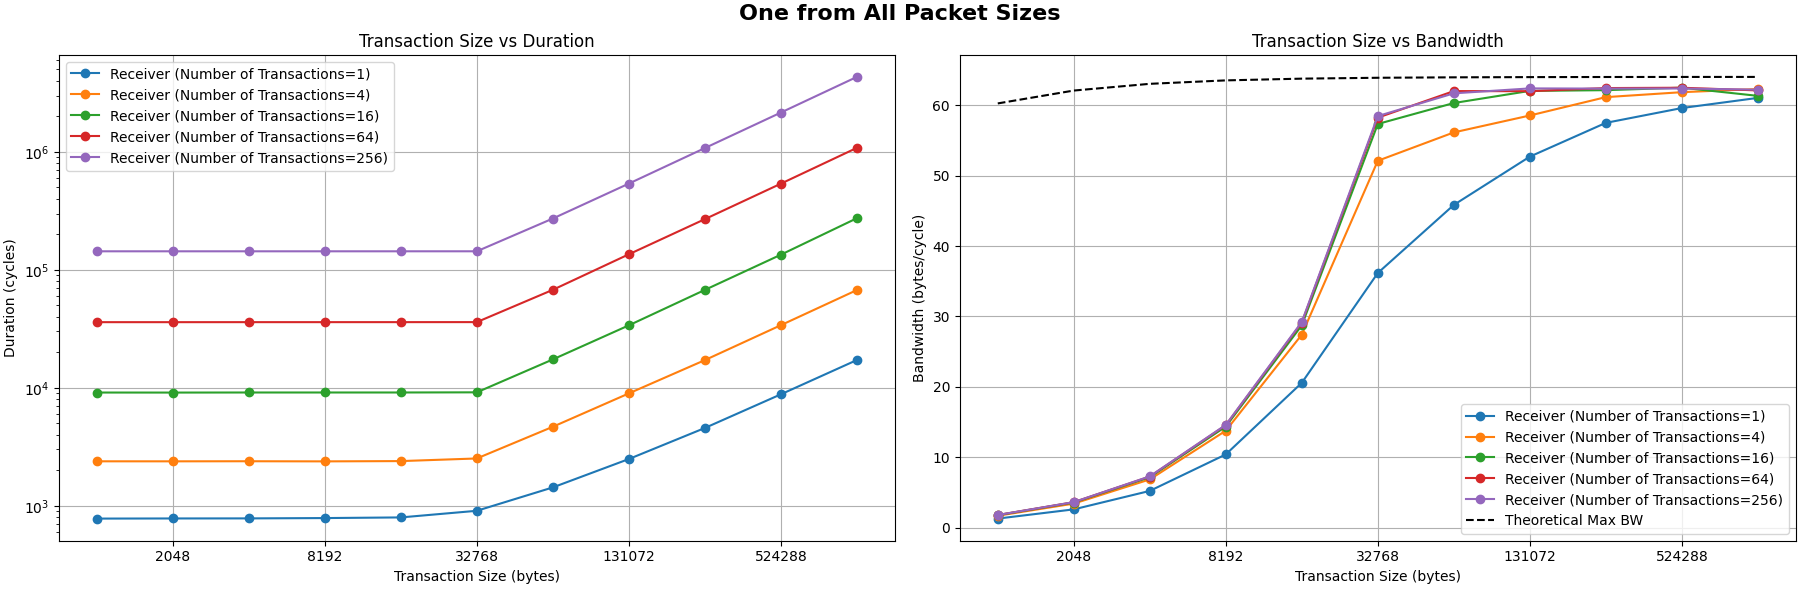 One from All Packet Sizes
Transaction Size vs Duration
Receiver (Number of Transactions=1)
Receiver (Number of Transactions=4)
Receiver (Number of Transactions=16)
Receiver (Number of Transactions=64)
Receiver (Number of Transactions=256)
Duration (cycles)
10⁶
10⁵
10⁴
10³
2048 8192 32768 131072 524288
Transaction Size (bytes)
Transaction Size vs Bandwidth
Bandwidth (bytes/cycle)
60
50
40
30
20
10
0
Receiver (Number of Transactions=1)
Receiver (Number of Transactions=4)
Receiver (Number of Transactions=16)
Receiver (Number of Transactions=64)
Receiver (Number of Transactions=256)
Theoretical Max BW
2048 8192 32768 131072 524288
Transaction Size (bytes)